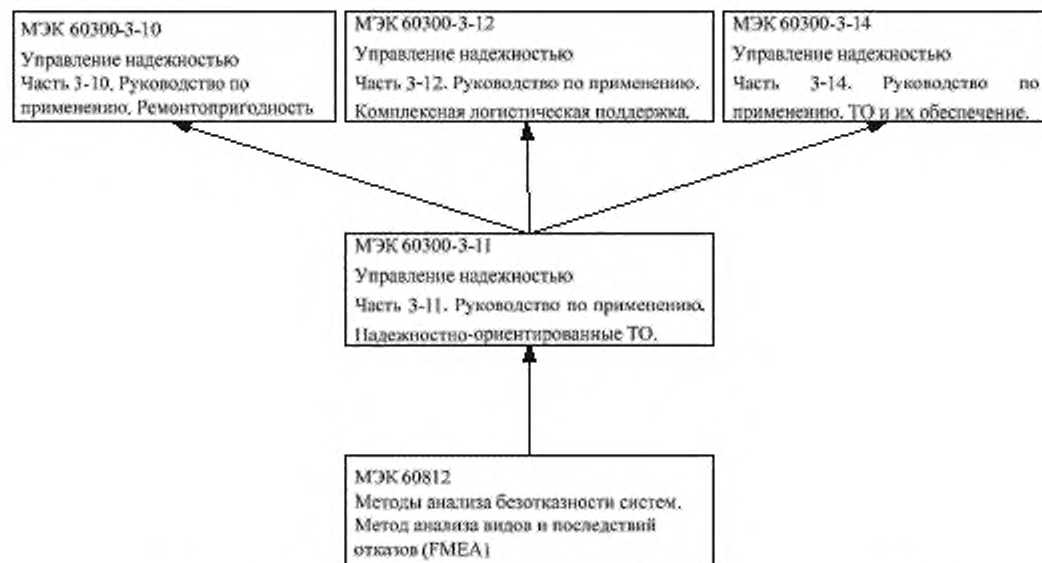 МЭК 60300-3-10
Управление надежностью
Часть 3-10. Руководство по
применению. Ремонтопригодность
МЭК 60300-3-12
Управление надежностью
Часть 3-12. Руководство по применению.
Комплексная логистическая поддержка.
МЭК 60300-3-14
Управление надежностью
Часть 3-14. Руководство по
применению. ТО и их обеспечение.
МЭК 60300-3-11
Управление надежностью
Часть 3-11. Руководство по применению.
Надежностно-ориентированные ТО.
МЭК 60812
Методы анализа безотказности систем.
Метод анализа видов и последствий
отказов (FMEA)